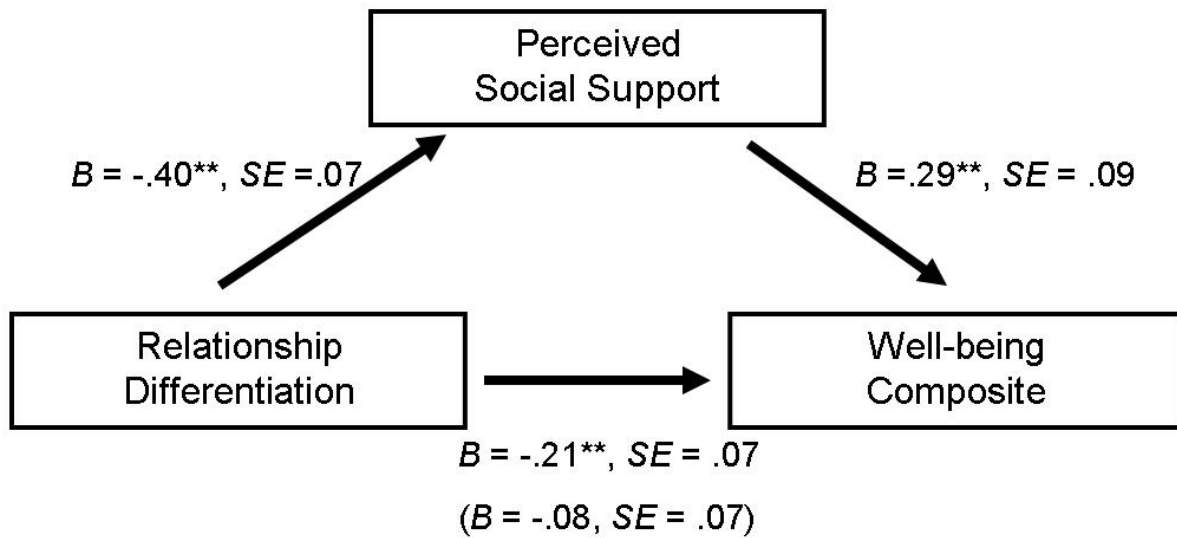 Perceived
Social Support
B = -.40**, SE =.07
B =.29**, SE = .09
Relationship
Differentiation
Well-being
Composite
B = -.21**, SE = .07
(B = -.08, SE = .07)